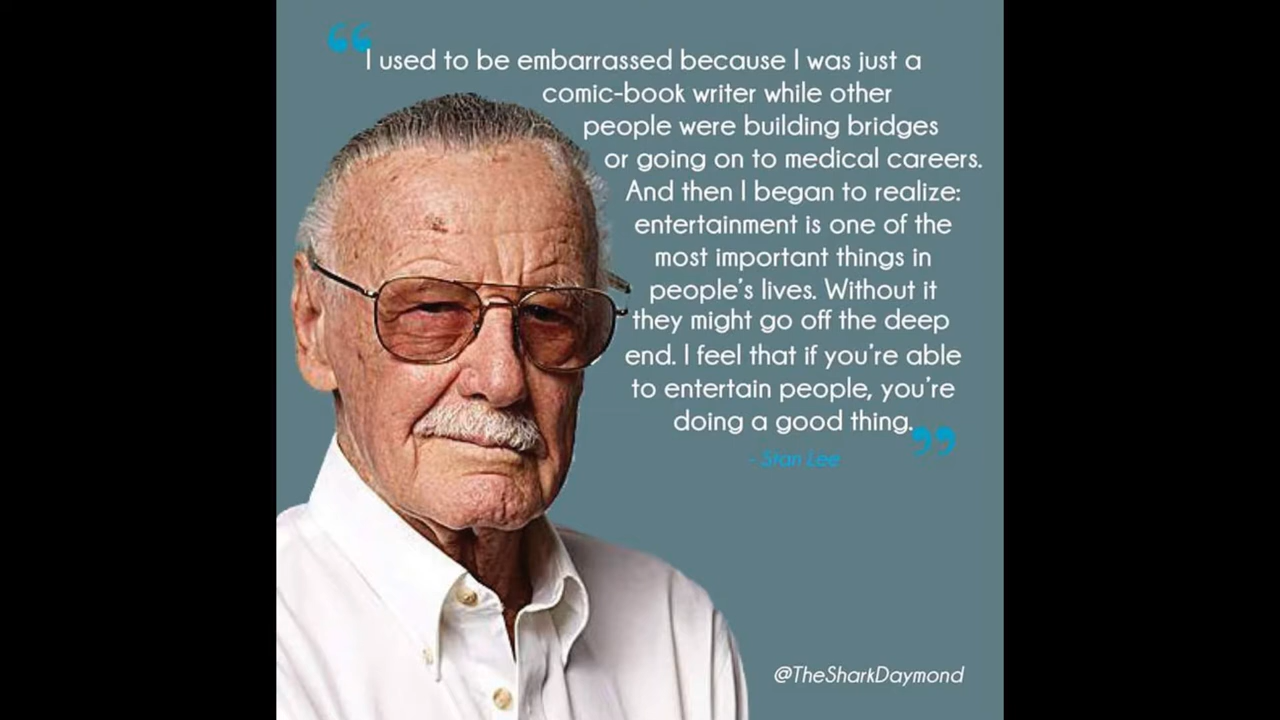 “I used to be embarrassed because I was just a
comic-book writer while other
people were building bridges
or going on to medical careers.
And then I began to realize:
entertainment is one of the
most important things in
people's lives. Without it
they might go off the deep
end. I feel that if you're able
to entertain people, you're
doing a good thing.”
- Stan Lee
@TheSharkDaymond